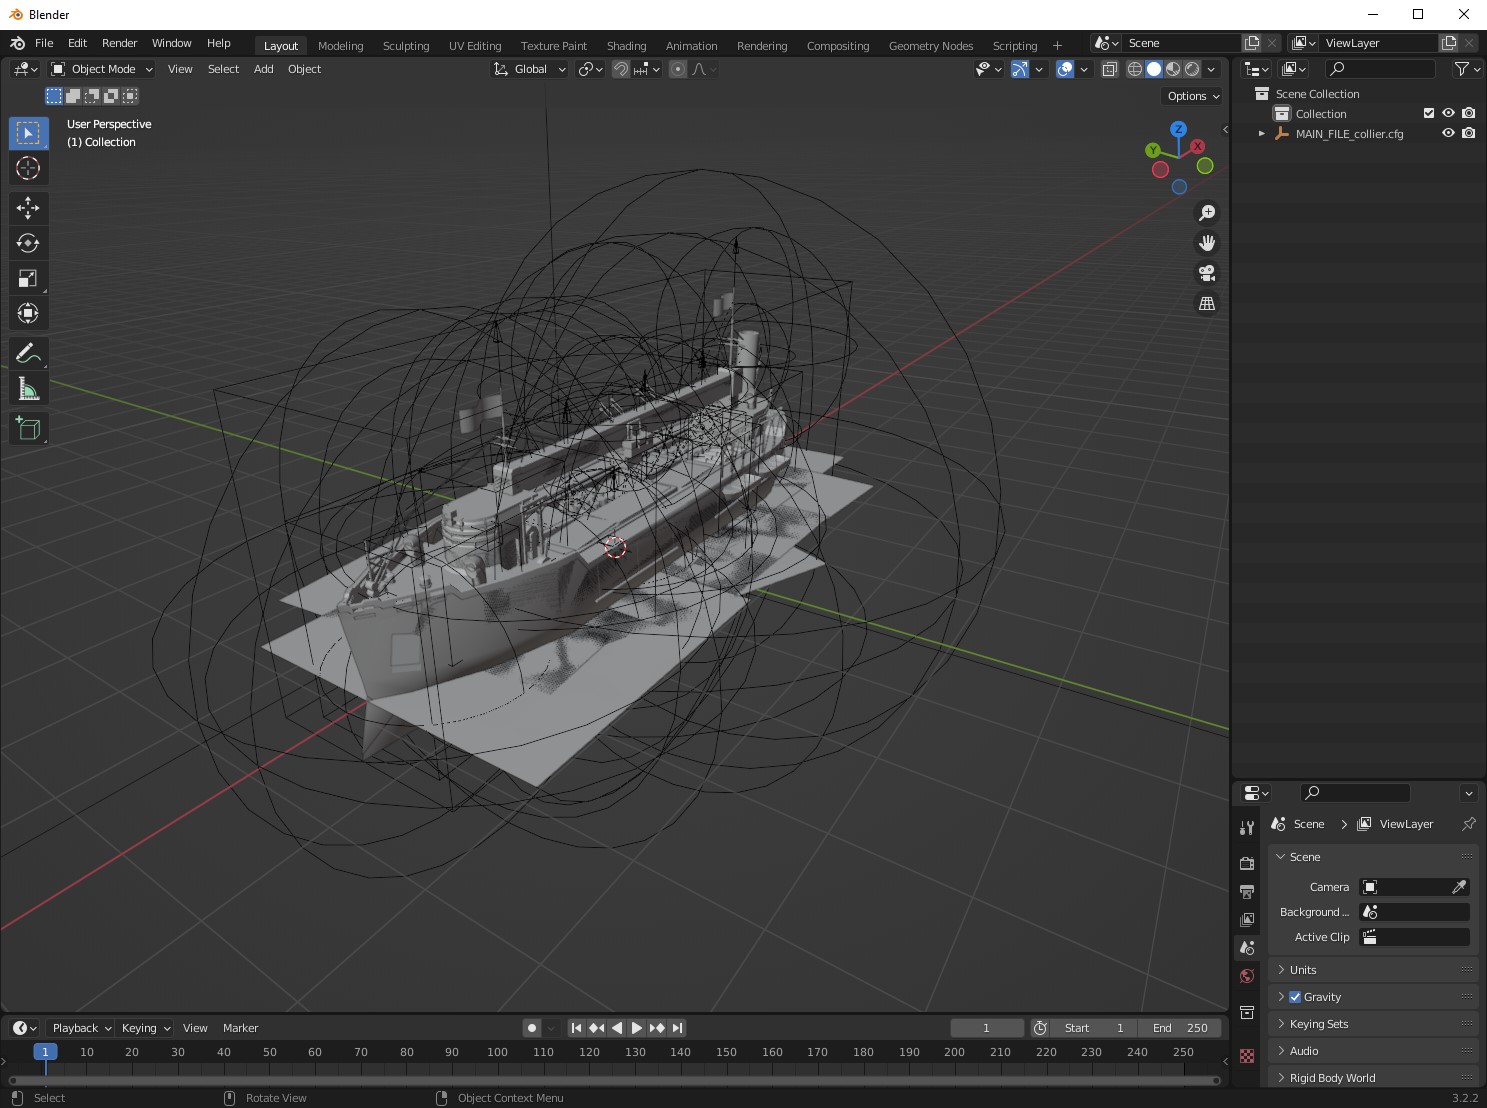 Blender
File Edit Render Window Help Layout Modeling Sculpting UV Editing Texture Paint Shading Animation Rendering Compositing Geometry Nodes Scripting + Scene ViewLayer
Object Mode View Select Add Object Global
Options
User Perspective
(1) Collection
Z
Y X
Scene Collection
Collection
MAIN_FILE_collier.cfg
Scene > ViewLayer
Scene
Camera
Background ...
Active Clip
Units
Gravity
Keying Sets
Audio
Rigid Body World
Playback Keying View Marker 1 Start 1 End 250
1 10 20 30 40 50 60 70 80 90 100 110 120 130 140 150 160 170 180 190 200 210 220 230 240 250
Select Rotate View Object Context Menu 3.2.2